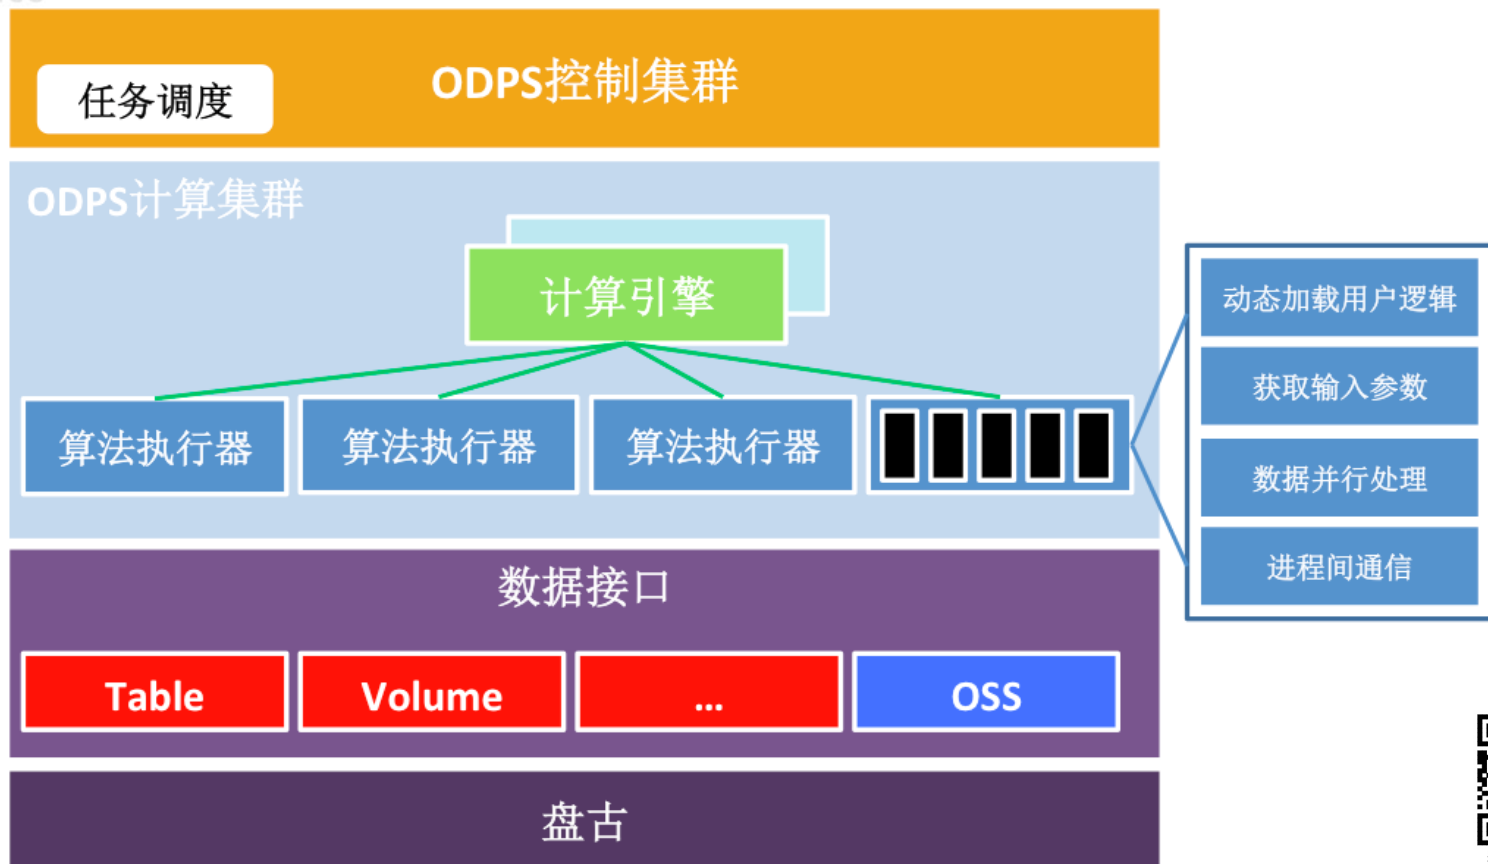 ODPS控制集群
任务调度
ODPS计算集群
计算引擎
算法执行器
算法执行器
算法执行器
动态加载用户逻辑
获取输入参数
数据并行处理
进程间通信
数据接口
Table
Volume
...
OSS
盘古